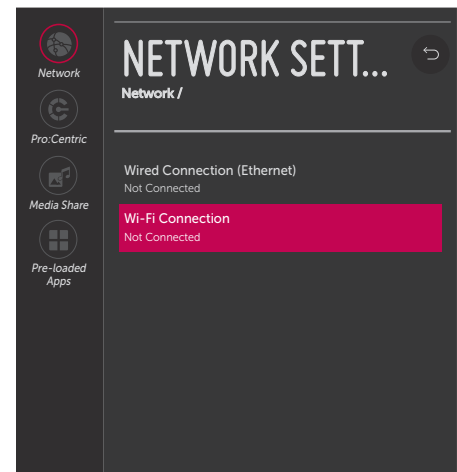 Network
Pro:Centric
Media Share
Pre-loaded
Apps
NETWORK SETT...
Network /
Wired Connection (Ethernet)
Not Connected
Wi-Fi Connection
Not Connected